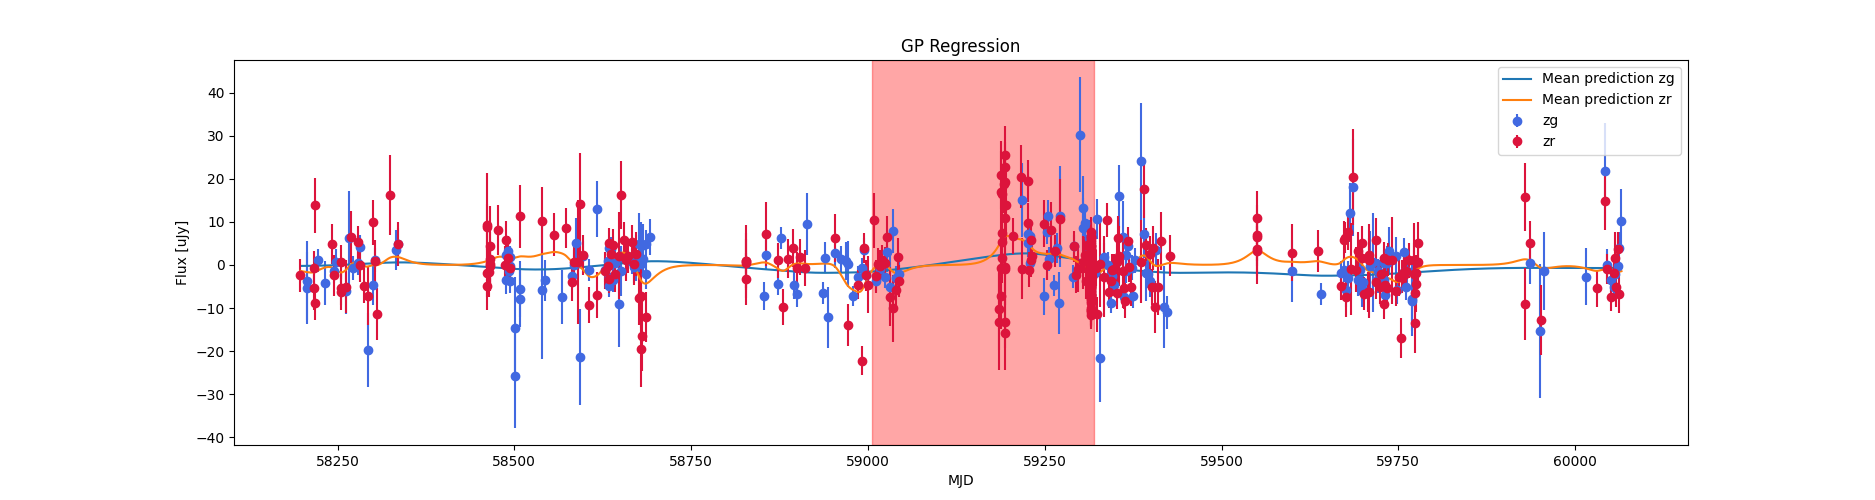 GP Regression
Mean prediction zg
Mean prediction zr
zg
zr
Flux [uJy]
40
30
20
10
0
−10
−20
−30
−40
58250
58500
58750
59000
59250
59500
59750
60000
MJD